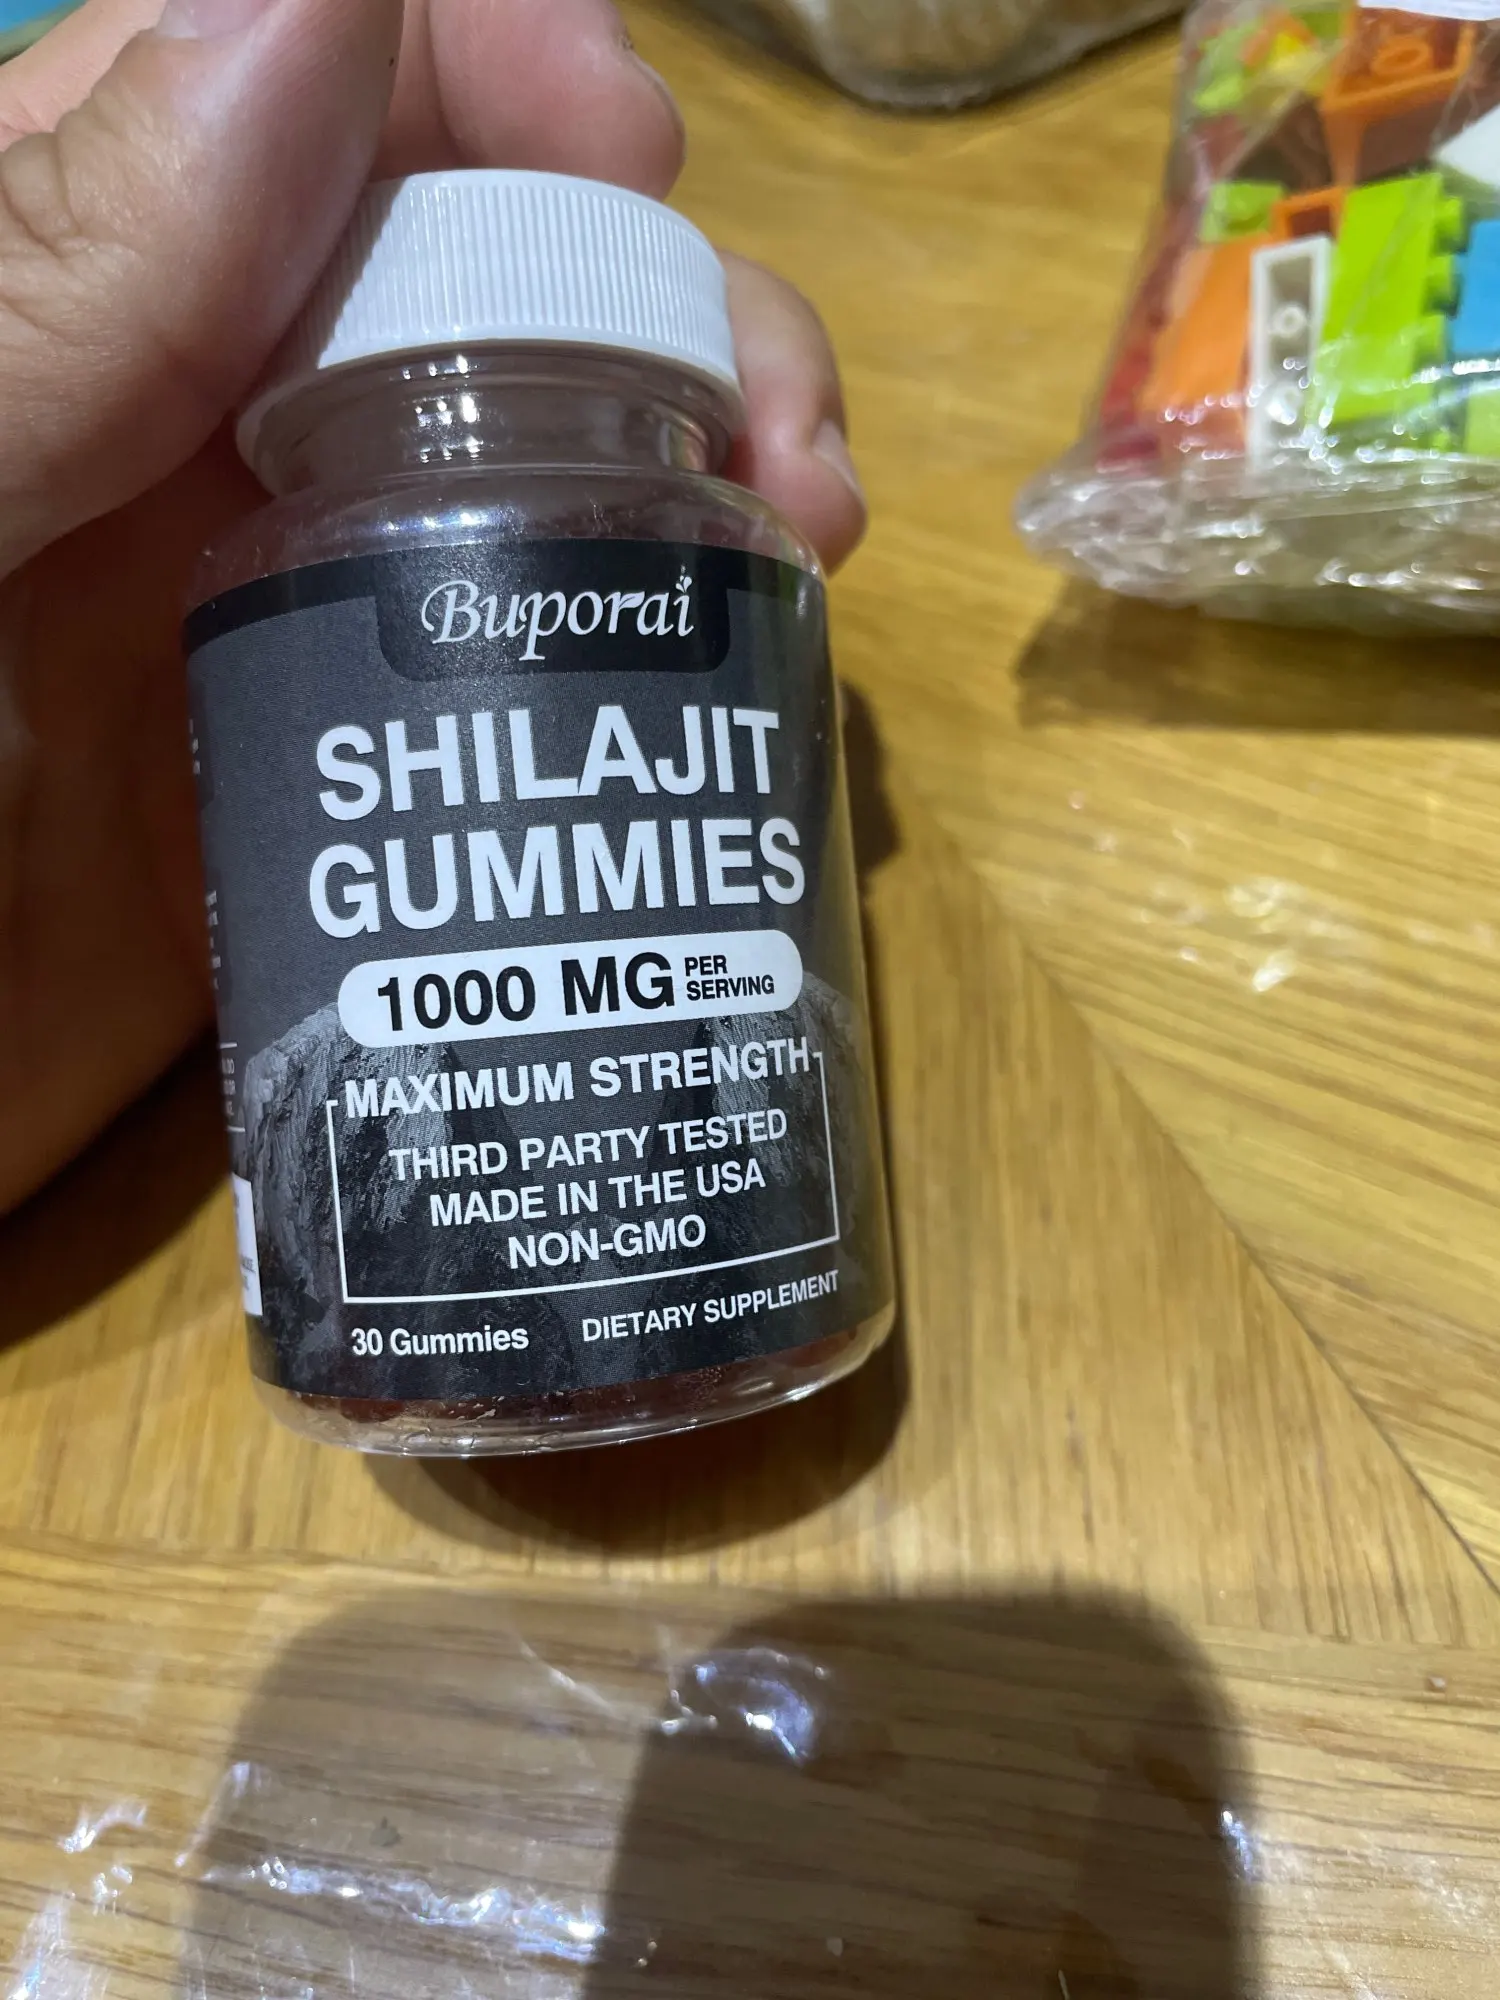 Buporai
SHILAJIT
GUMMIES
1000 MG PER SERVING
MAXIMUM STRENGTH
THIRD PARTY TESTED
MADE IN THE USA
NON-GMO
30 Gummies DIETARY SUPPLEMENT